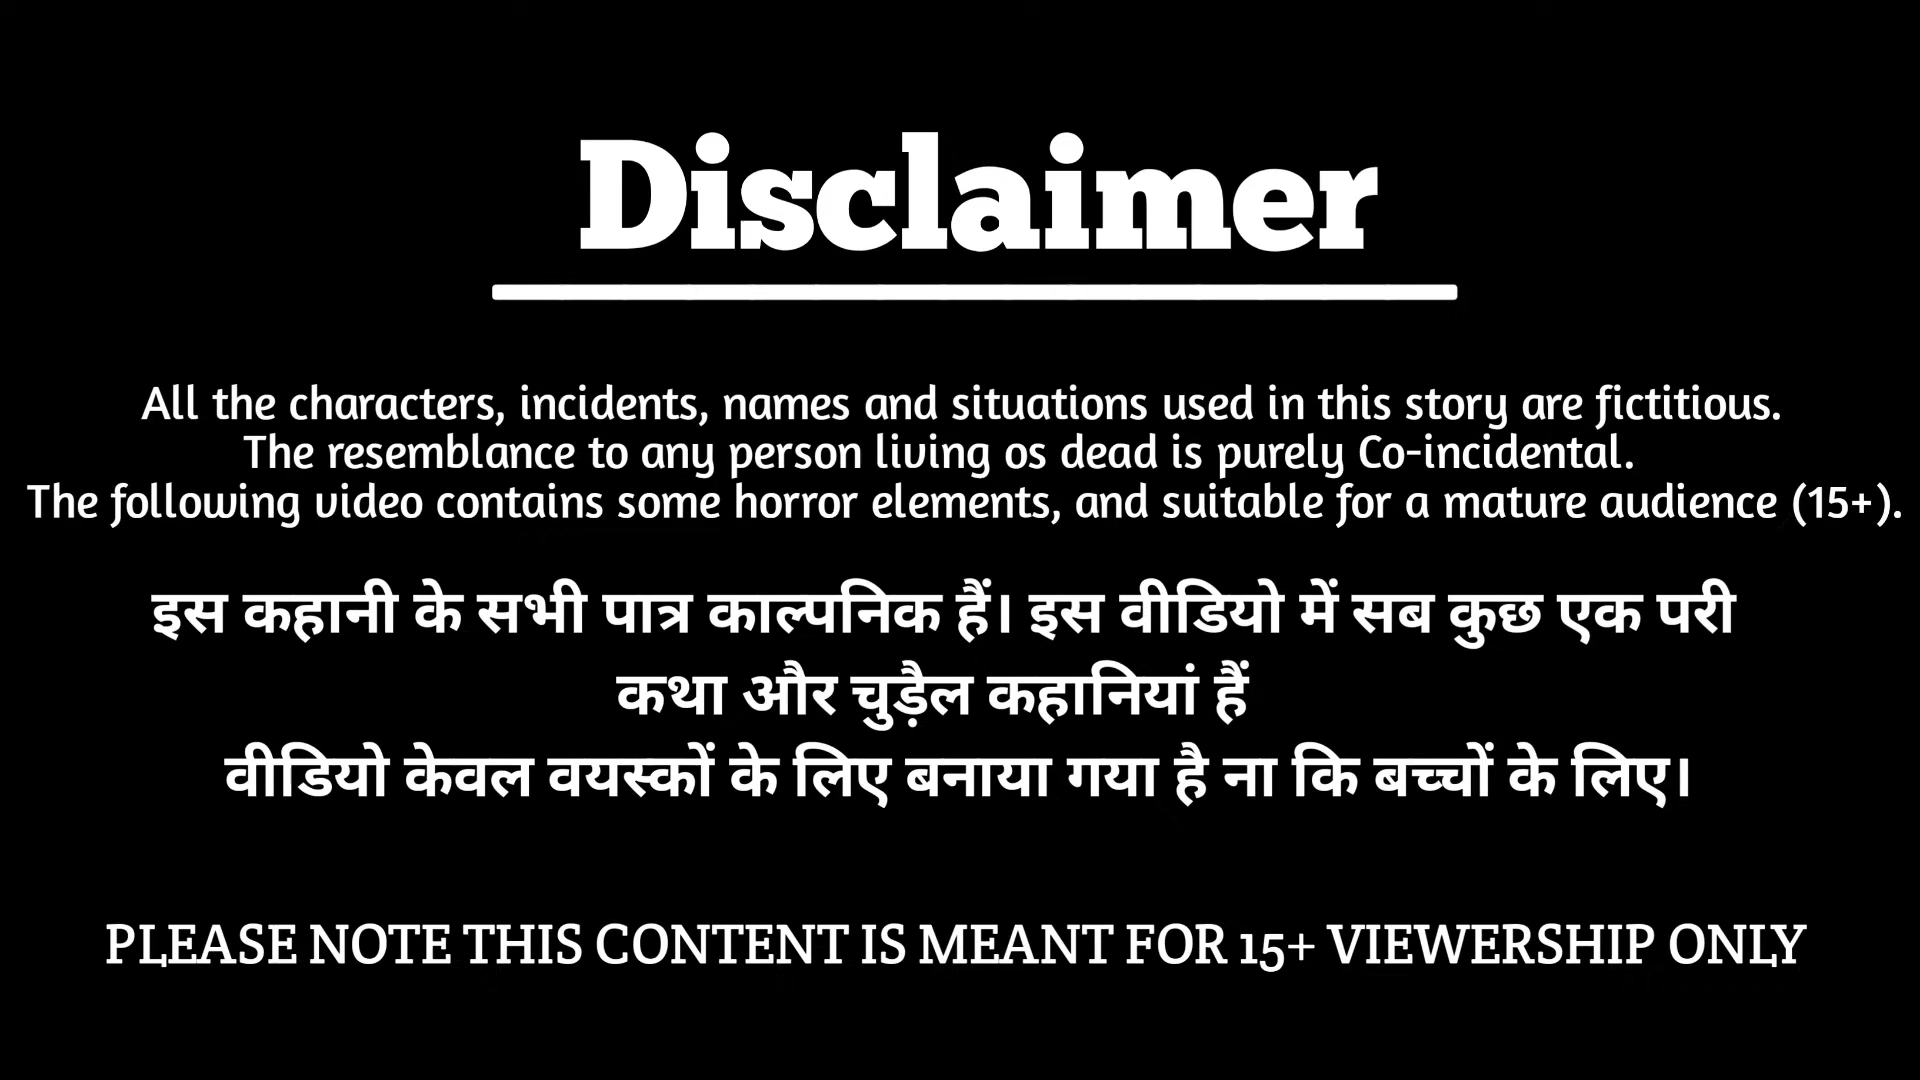 Disclaimer
All the characters, incidents, names and situations used in this story are fictitious.
The resemblance to any person living os dead is purely Co-incidental.
The following video contains some horror elements, and suitable for a mature audience (15+).
इस कहानी के सभी पात्र काल्पनिक हैं। इस वीडियो में सब कुछ एक परी
कथा और चुड़ैल कहानियां हैं
वीडियो केवल वयस्कों के लिए बनाया गया है ना कि बच्चों के लिए।
PLEASE NOTE THIS CONTENT IS MEANT FOR 15+ VIEWERSHIP ONLY